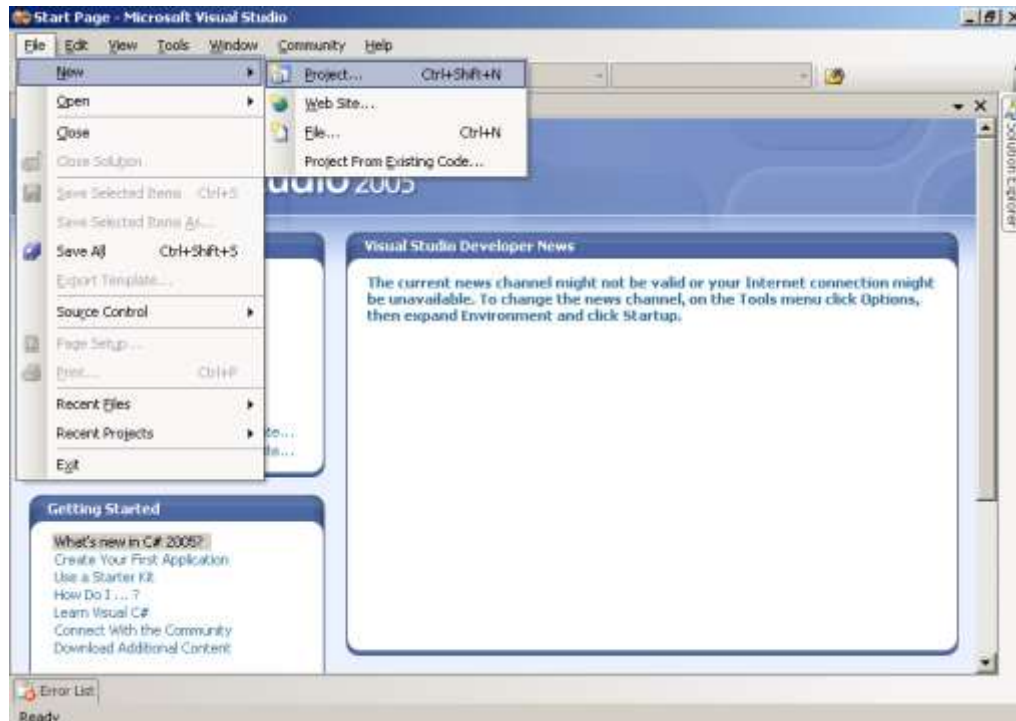 Start Page - Microsoft Visual Studio
File Edit View Tools Window Community Help
New
Project... Ctrl+Shift+N
Open
Web Site...
Close
File... Ctrl+N
Close Solution
Project From Existing Code...
Save Selected Items Ctrl+S
2005
Save Selected Items As...
Save All Ctrl+Shift+S
Export Template...
Source Control
Page Setup...
Print... Ctrl+P
Recent Files
Recent Projects
Exit
Visual Studio Developer News
The current news channel might not be valid or your Internet connection might
be unavailable. To change the news channel, on the Tools menu click Options,
then expand Environment and click Startup.
Getting Started
What's new in C# 2005?
Create Your First Application
Use a Starter Kit
How Do I ... ?
Learn Visual C#
Connect With the Community
Download Additional Content
Solution Explorer
Error List
Ready